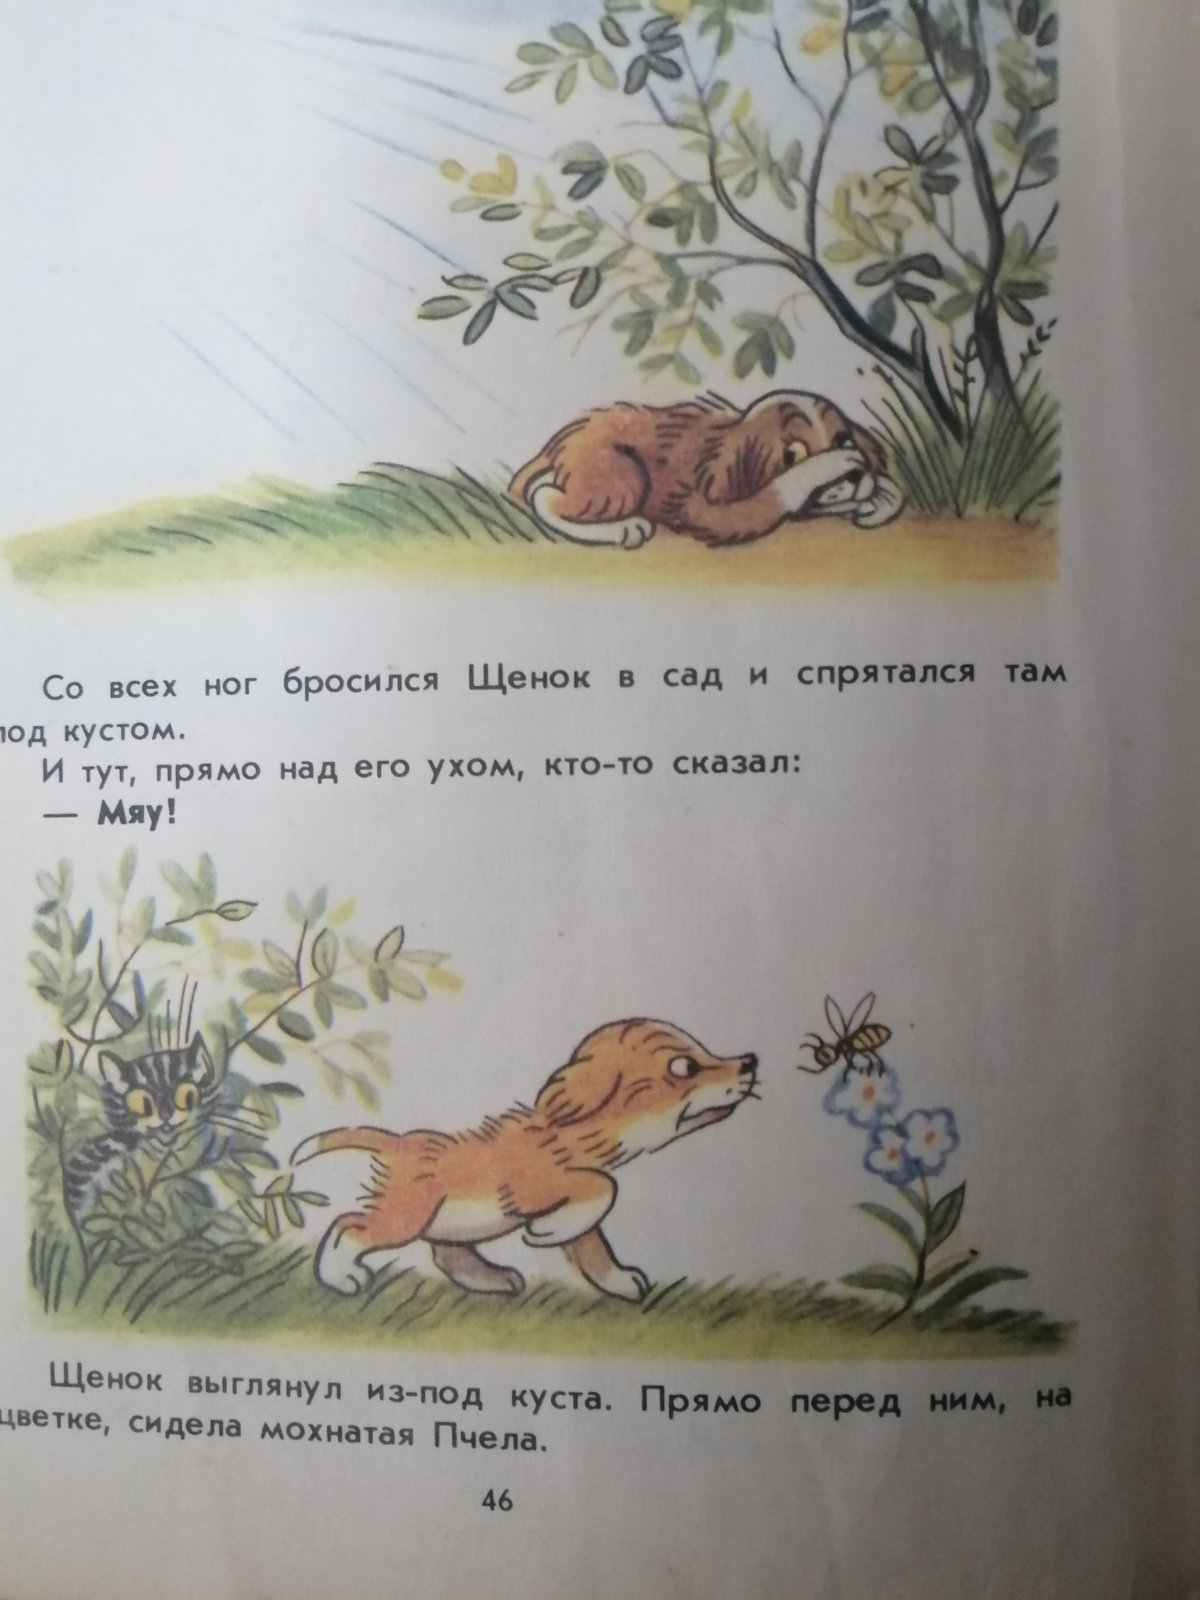 Со всех ног бросился Щенок в сад и спрятался там
под кустом.
И тут, прямо над его ухом, кто-то сказал:
— Мяу!
Щенок выглянул из-под куста. Прямо перед ним, на
цветке, сидела мохнатая Пчела.
46